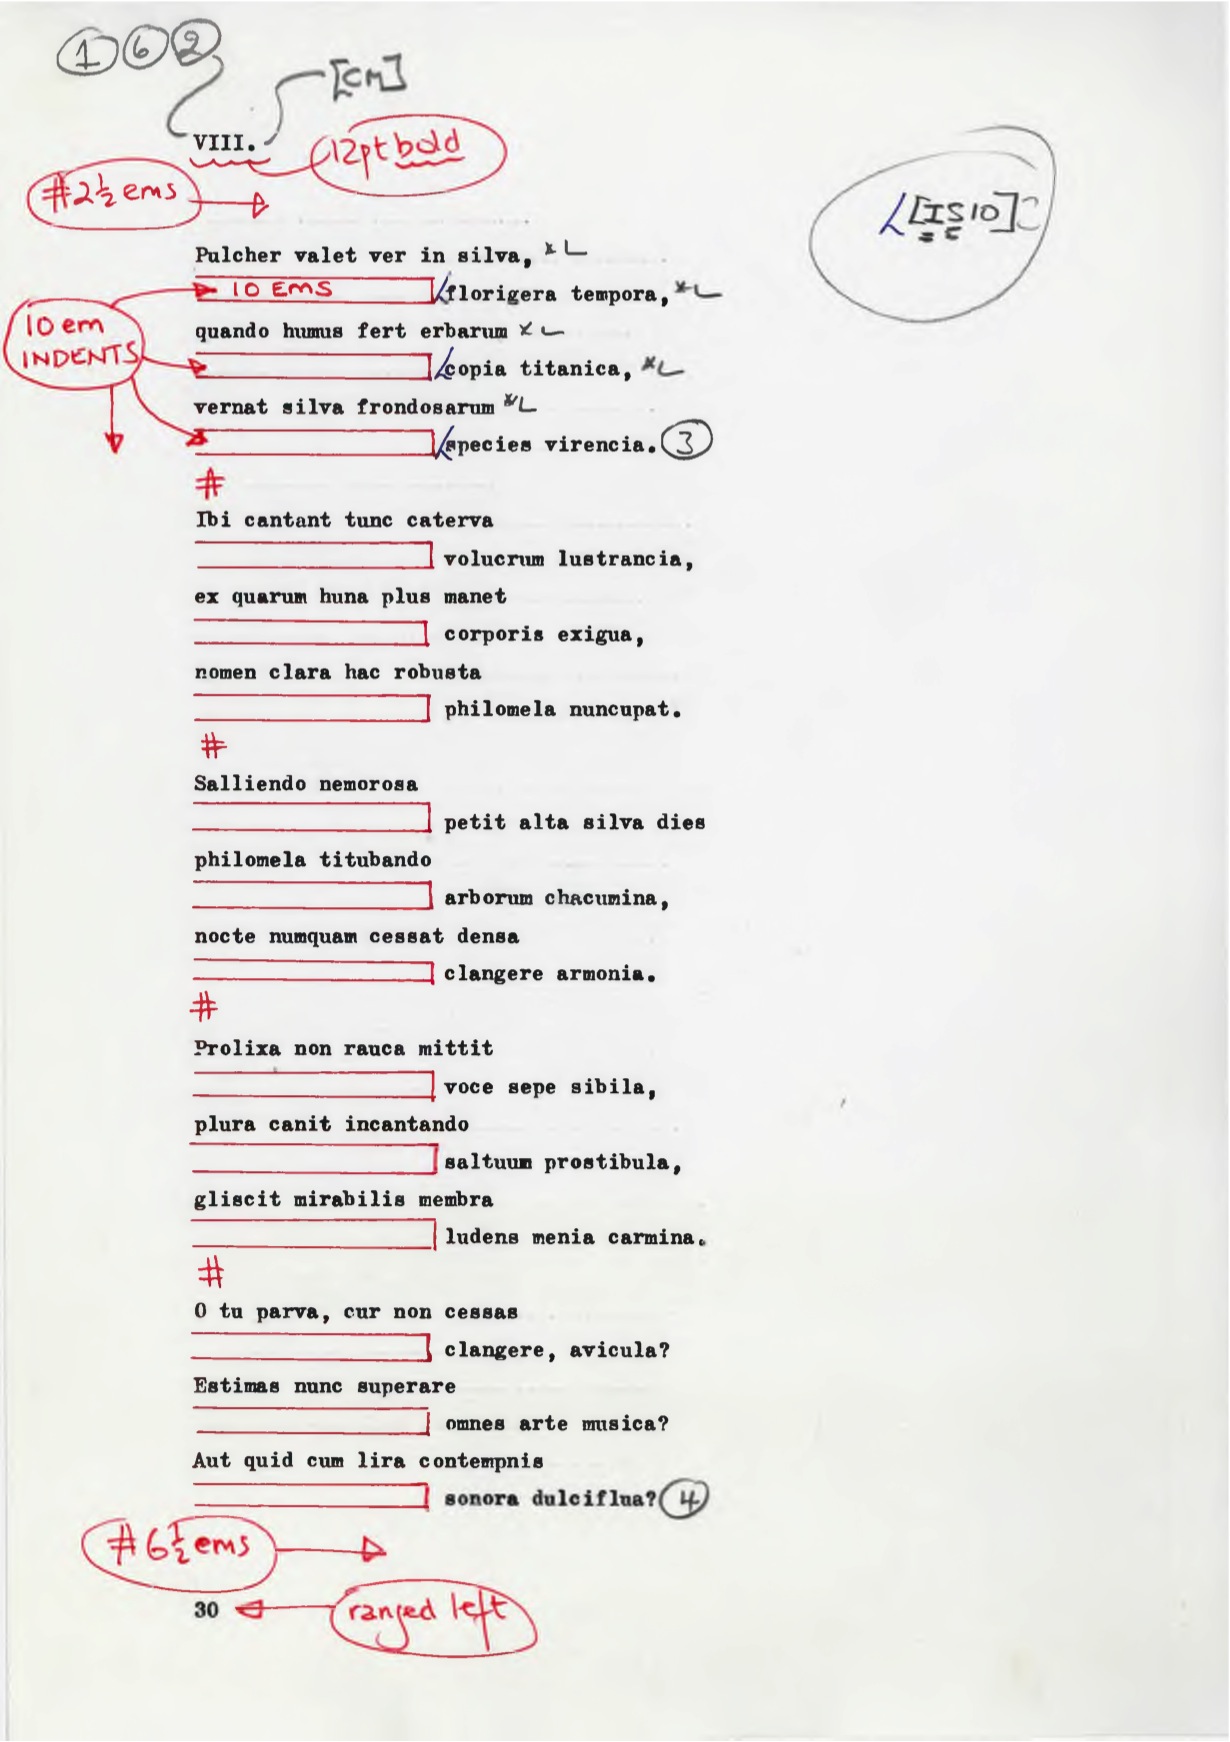 1 6 2
[CM]
VIII.
12pt bold
#2½ ems
[IS10]
Pulcher valet ver in silva,
10 EMS florigera tempora,
10 em INDENTS
quando humus fert erbarum
copia titanica,
vernat silva frondosarum
species virencia. 3
#
Ibi cantant tunc caterva
volucrum lustrancia,
ex quarum huna plus manet
corporis exigua,
nomen clara hac robusta
philomela nuncupat.
#
Salliendo nemorosa
petit alta silva dies
philomela titubando
arborum chacumina,
nocte numquam cessat densa
clangere armonia.
#
Prolixa non rauca mittit
voce sepe sibila,
plura canit incantando
saltuum prostibula,
gliscit mirabilis membra
ludens menia carmina.
#
O tu parva, cur non cessas
clangere, avicula?
Estimas nunc superare
omnes arte musica?
Aut quid cum lira contempnis
sonora dulciflua? 4
#6½ ems
30 ranged left